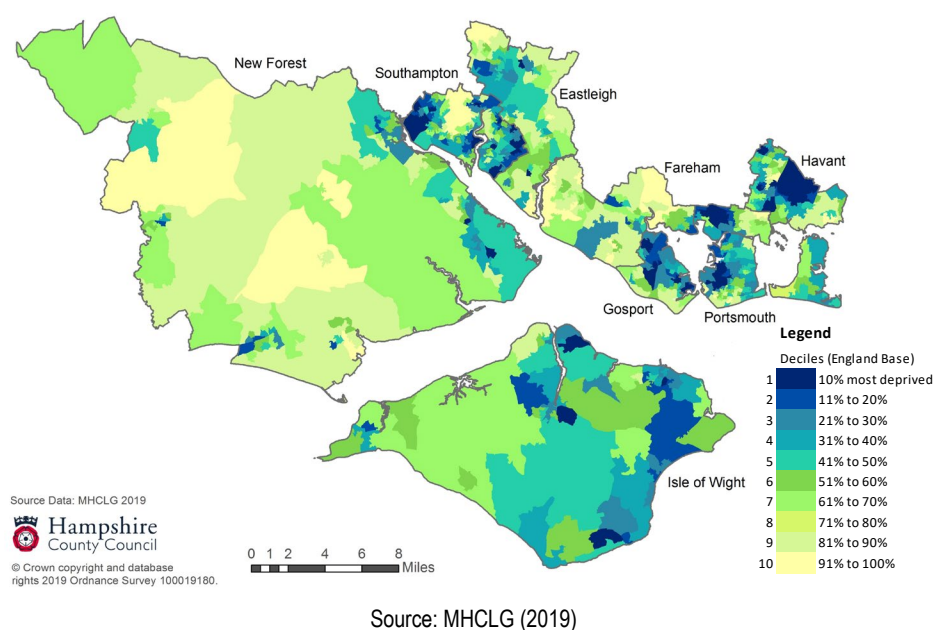 New Forest
Southampton
Eastleigh
Fareham
Havant
Gosport
Portsmouth
Isle of Wight
Legend
Deciles (England Base)
1 10% most deprived
2 11% to 20%
3 21% to 30%
4 31% to 40%
5 41% to 50%
6 51% to 60%
7 61% to 70%
8 71% to 80%
9 81% to 90%
10 91% to 100%
Source Data: MHCLG 2019
Hampshire
County Council
© Crown copyright and database
rights 2019 Ordnance Survey 100019180.
0 1 2 4 6 8
Miles
Source: MHCLG (2019)